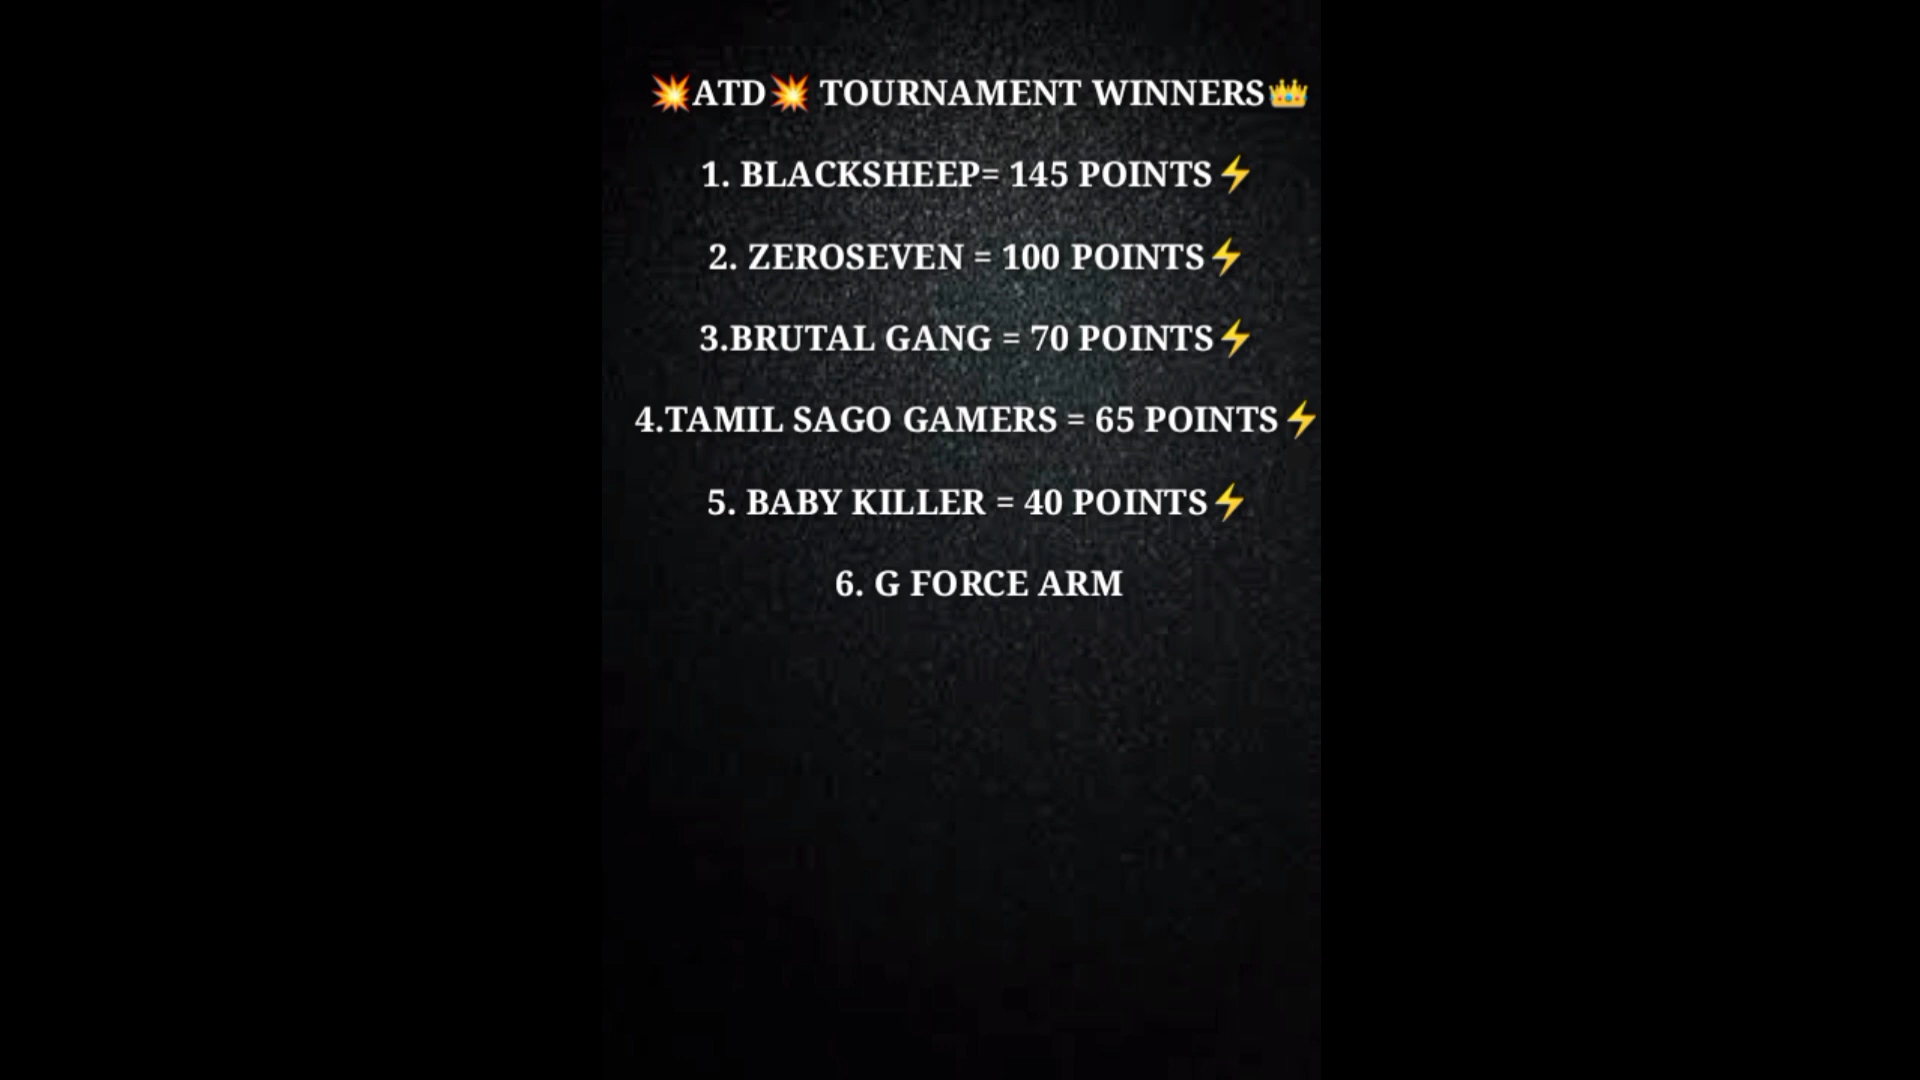 💥ATD💥 TOURNAMENT WINNERS👑
1. BLACKSHEEP= 145 POINTS⚡
2. ZEROSEVEN = 100 POINTS⚡
3.BRUTAL GANG = 70 POINTS⚡
4.TAMIL SAGO GAMERS = 65 POINTS⚡
5. BABY KILLER = 40 POINTS⚡
6. G FORCE ARM